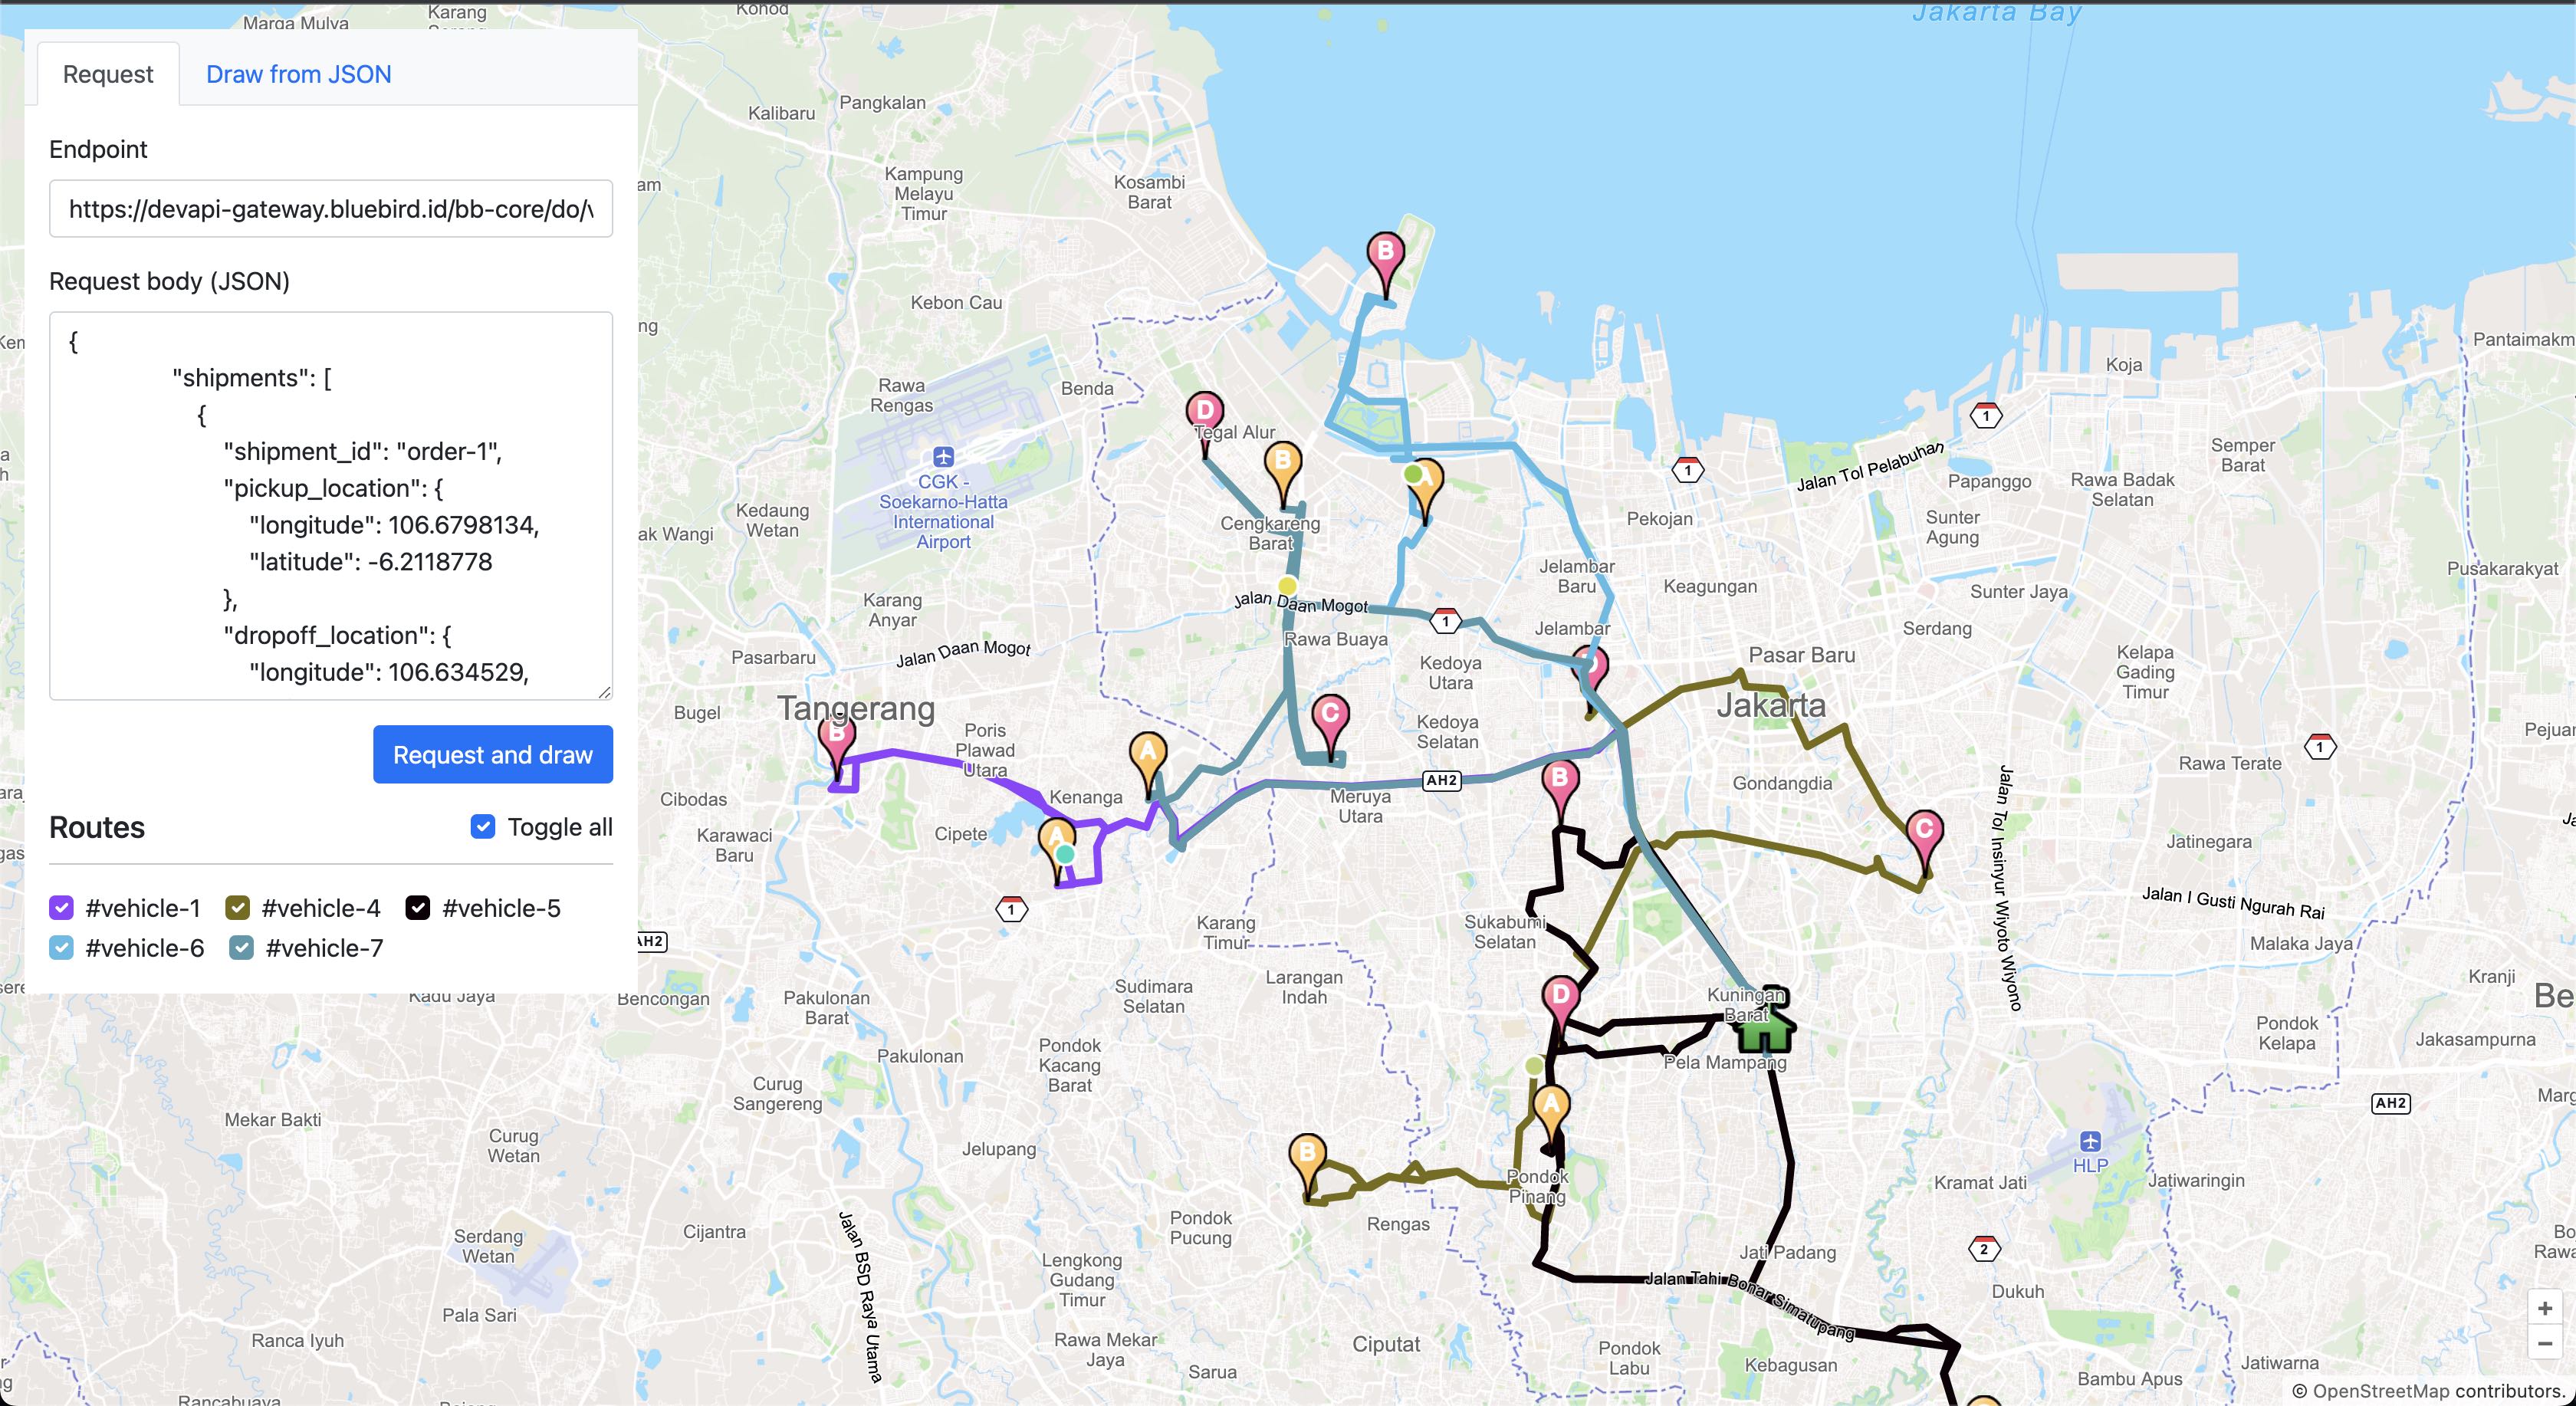 Jakarta Bay
Marga Mulva
Karang
Kohod
Request
Draw from JSON
Endpoint
https://devapi-gateway.bluebird.id/bb-core/do/v
Request body (JSON)
{
"shipments": [
{
"shipment_id": "order-1",
"pickup_location": {
"longitude": 106.6798134,
"latitude": -6.2118778
},
"dropoff_location": {
"longitude": 106.634529,
Request and draw
Routes
Toggle all
#vehicle-1
#vehicle-4
#vehicle-5
#vehicle-6
#vehicle-7
Pangkalan
Kalibaru
Kampung
Melayu
Timur
Kosambi
Barat
Kebon Cau
B
Pantaimakm
Koja
Rawa
Rengas
Benda
D
Tegal Alur
1
Semper
Barat
B
CGK -
Soekarno-Hatta
International
Airport
A
1
Jalan Tol Pelabuhan
Papanggo
Rawa Badak
Selatan
Kedaung
Wetan
Cengkareng
Barat
Pekojan
Sunter
Agung
ak Wangi
Jelambar
Baru
Keagungan
Sunter Jaya
Pusakarakyat
Karang
Anyar
Jalan Daan Mogot
1
Rawa Buaya
Jelambar
Serdang
Pasarbaru
Jalan Daan Mogot
Kedoya
Utara
Pasar Baru
Kelapa
Gading
Timur
Tangerang
Bugel
B
Poris
Plawad
Utara
A
C
Kedoya
Selatan
Jakarta
Pejuar
1
Rawa Terate
Cibodas
Kenanga
AH2
Meruya
Utara
B
Gondangdia
Karawaci
Baru
Cipete
A
C
Jatinegara
Jalan Tol Insinyur Wiyoto Wiyono
1
Karang
Timur
Sukabumi
Selatan
Jalan I Gusti Ngurah Rai
Malaka Jaya
AH2
Kadu Jaya
Bencongan
Pakulonan
Barat
Sudimara
Selatan
Larangan
Indah
D
Kuningan
Barat
Kranji
Be
Pondok
Kelapa
Jakasampurna
Pakulonan
Pondok
Kacang
Barat
Pela Mampang
Curug
Sangereng
Mekar Bakti
Curug
Wetan
Jelupang
A
AH2
Marg
HLP
B
Pondok
Pinang
Kramat Jati
Jatiwaringin
Cijantra
Pondok
Pucung
Rengas
Serdang
Wetan
Jalan BSD Raya Utama
Lengkong
Gudang
Timur
Jati Padang
2
Jalan Tahi Bonar Simatupang
Dukuh
Pala Sari
Ranca Iyuh
Rawa Mekar
Jaya
Ciputat
Sarua
Pondok
Labu
Kebagusan
Bambu Apus
Jatiwarna
+
−
Rancabuaya
© OpenStreetMap contributors.